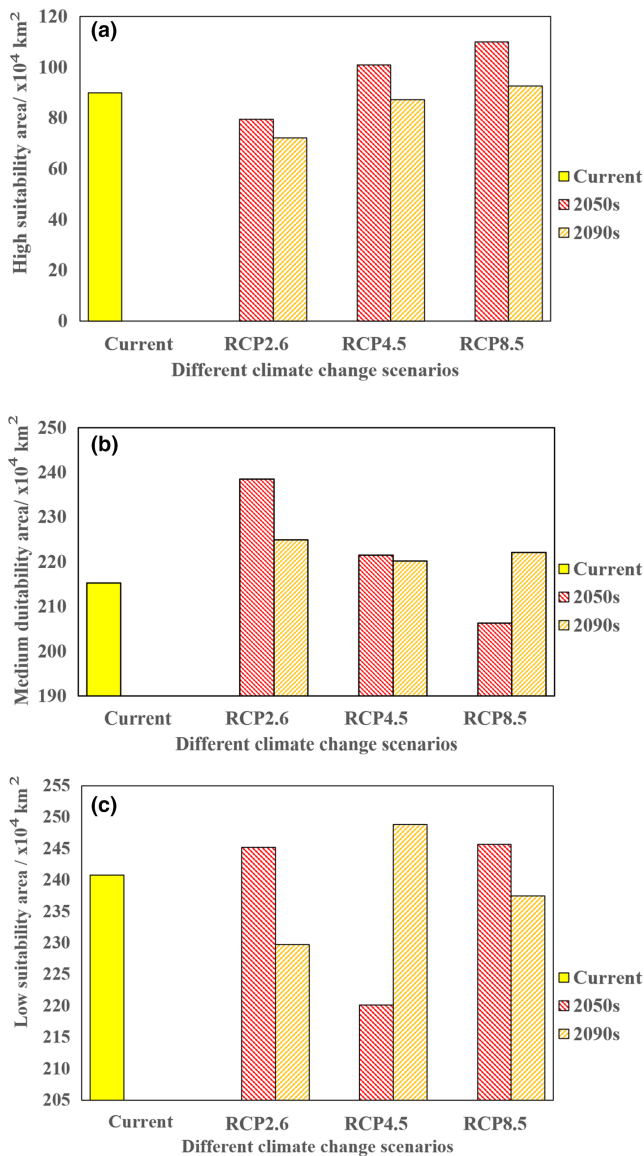 (a)
High suitability area/ x10⁴ km²
120
100
80
60
40
20
0
Current
RCP2.6
RCP4.5
RCP8.5
Different climate change scenarios
Current
2050s
2090s
(b)
Medium duitability area/ x10⁴ km²
250
240
230
220
210
200
190
Current
RCP2.6
RCP4.5
RCP8.5
Different climate change scenarios
Current
2050s
2090s
(c)
Low suitability area / x10⁴ km²
255
250
245
240
235
230
225
220
215
210
205
Current
RCP2.6
RCP4.5
RCP8.5
Different climate change scenarios
Current
2050s
2090s